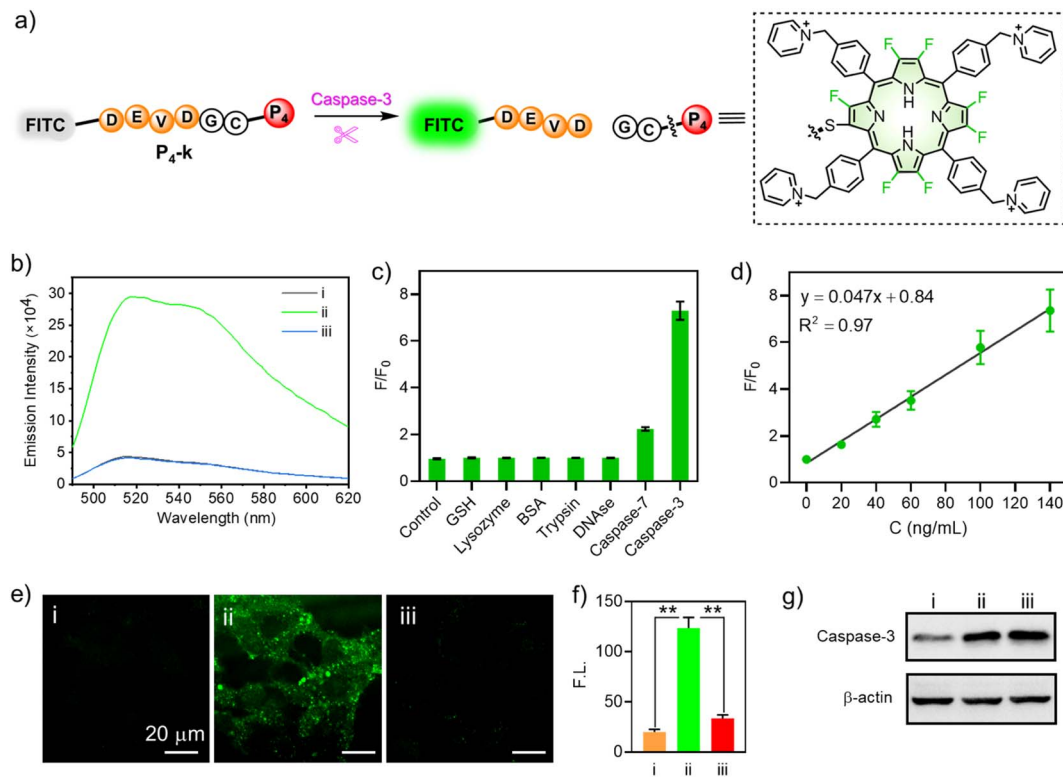 a)
FITC D E V D G C P₄
P₄-k
Caspase-3
FITC D E V D G C P₄
N+ N+ F F F F F F NH N N HN S N+ N+
b)
Emission Intensity (×10⁴)
30
25
20
15
10
5
0
500 520 540 560 580 600 620
Wavelength (nm)
i
ii
iii
c)
F/F₀
8
6
4
2
0
Control GSH Lysozyme BSA Trypsin DNAse Caspase-7 Caspase-3
d)
y = 0.047x + 0.84
R² = 0.97
F/F₀
8
6
4
2
0
0 20 40 60 80 100 120 140
C (ng/mL)
e)
i ii iii
20 μm
f)
F.L.
150
100
50
0
** **
i ii iii
g)
i ii iii
Caspase-3
β-actin